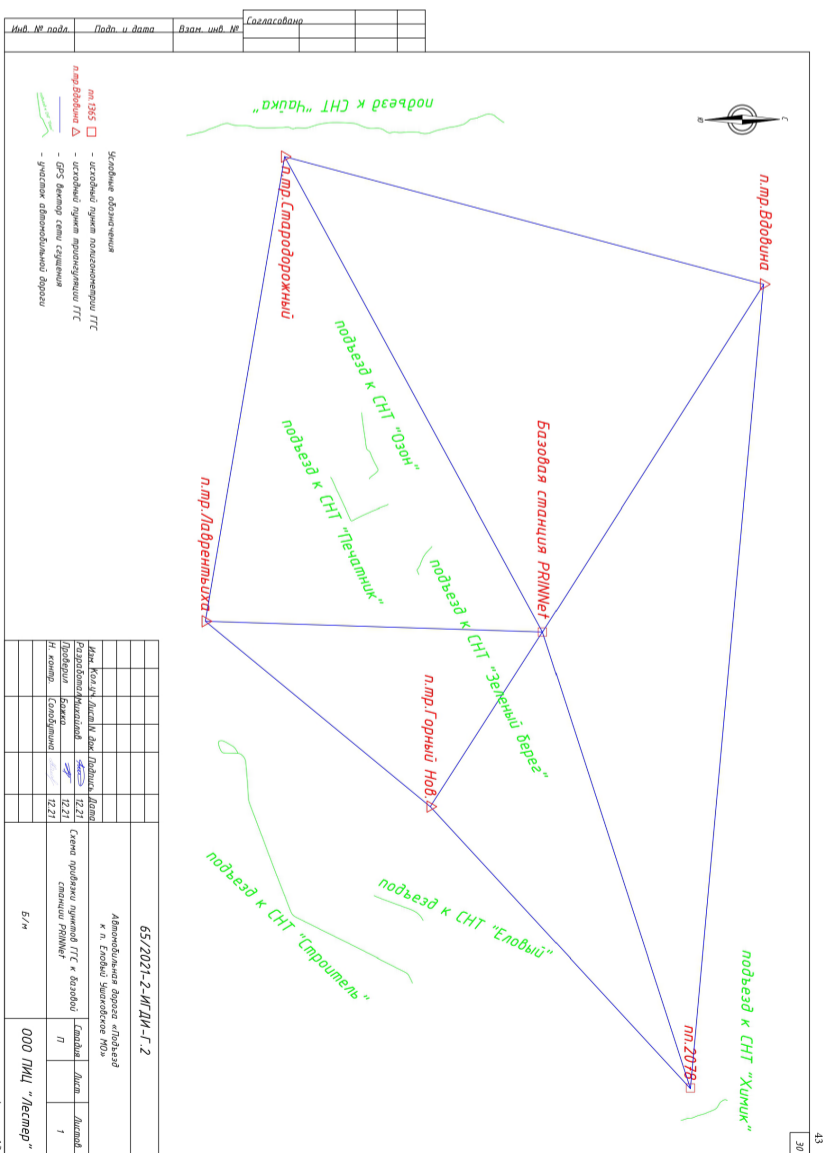 43
30
Согласовано
Взам. инв. №
Подп. и дата
Инв. № подл.
С
Ю
п.тр.Вдовина
подъезд к СНТ "Чайка"
п.тр.Стародорожный
подъезд к СНТ "Озон"
Базовая станция PRINNet
подъезд к СНТ "Печатник"
подъезд к СНТ "Зеленый берег"
п.тр.Лаврентьиха
п.тр.Горный Нов.
подъезд к СНТ "Еловый"
подъезд к СНТ "Строитель"
подъезд к СНТ "Химик"
пп.2078
Условные обозначения
пп.1365 - исходный пункт полигонометрии ГГС
п.тр.Вдовина - исходный пункт триангуляции ГГС
- GPS вектор сети сгущения
- участок автомобильной дороги
65/2021-2-ИГДИ-Г.2
Автомобильная дорога «Подъезд
к п. Еловый Ушаковское МО»
Изм. Кол.уч. Лист N док. Подпись Дата
Разработал Михайлов 12.21
Проверил Божко 12.21
Н. контр. Солобутина 12.21
Схема привязки пунктов ГГС к базовой
станции PRINNet
Стадия Лист Листов
П 1
Б/м
ООО ПИЦ "Лестер"